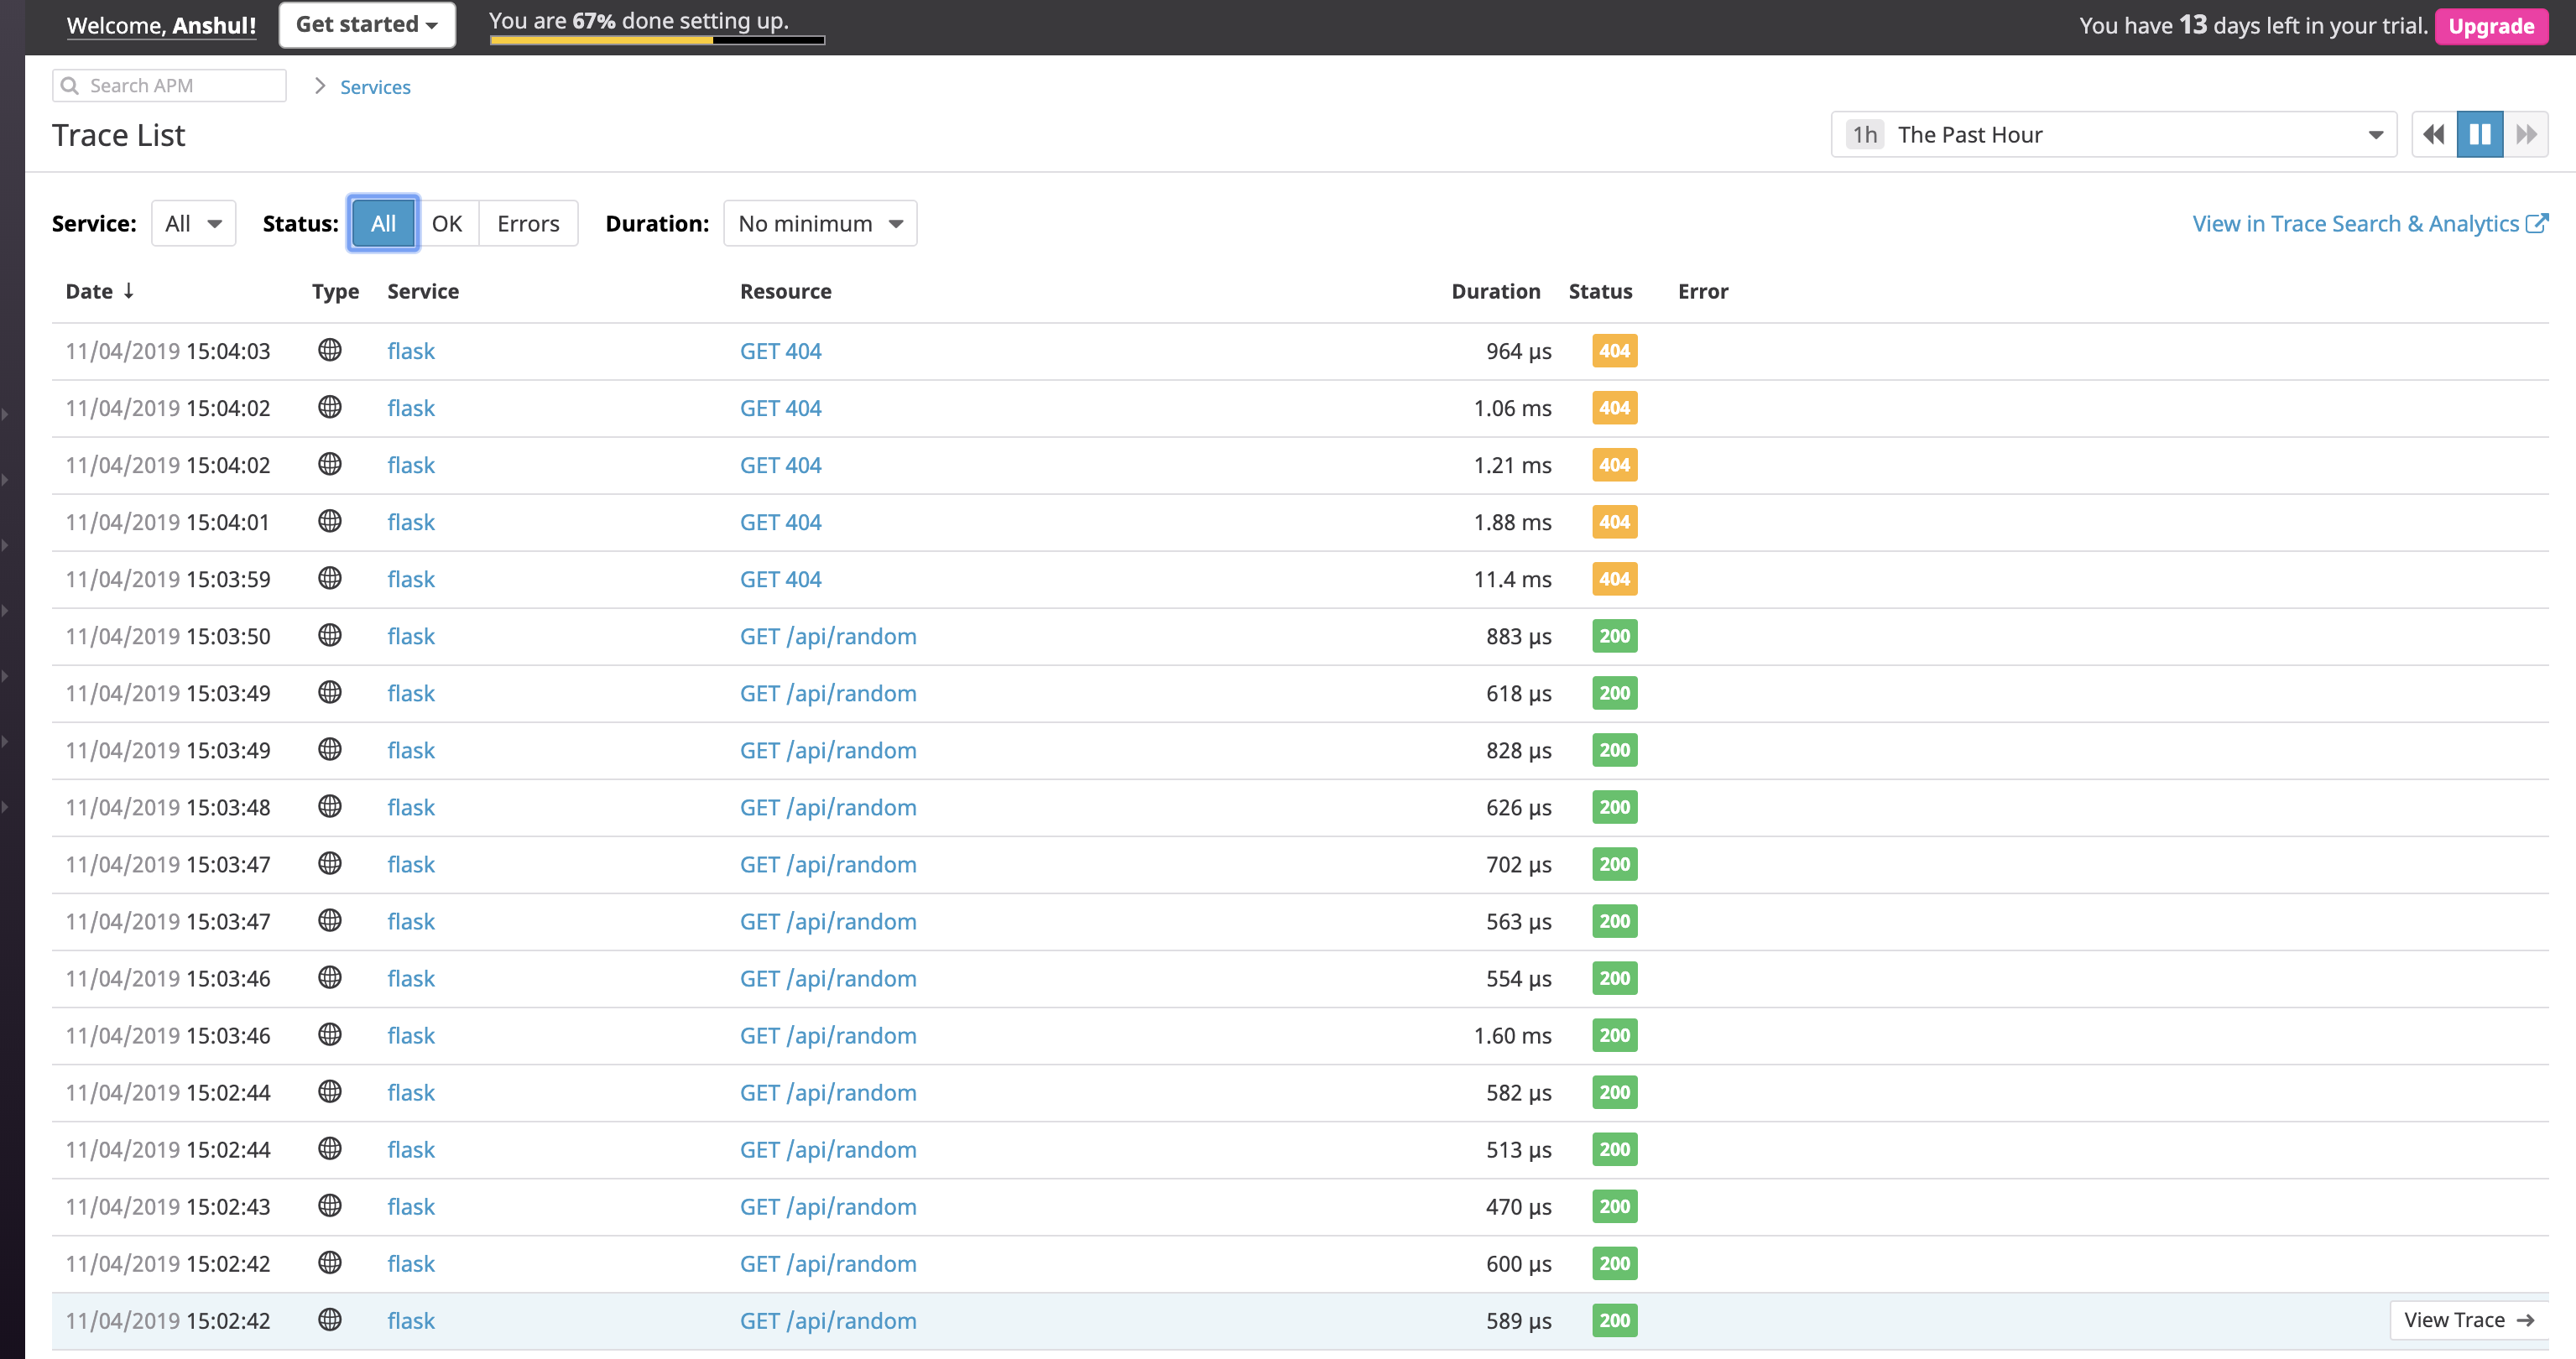 Welcome, Anshul! Get started You are 67% done setting up. You have 13 days left in your trial. Upgrade
Search APM Services
Trace List 1h The Past Hour
Service: All Status: All OK Errors Duration: No minimum View in Trace Search & Analytics
Date ↓ Type Service Resource Duration Status Error
11/04/2019 15:04:03 flask GET 404 964 µs 404
11/04/2019 15:04:02 flask GET 404 1.06 ms 404
11/04/2019 15:04:02 flask GET 404 1.21 ms 404
11/04/2019 15:04:01 flask GET 404 1.88 ms 404
11/04/2019 15:03:59 flask GET 404 11.4 ms 404
11/04/2019 15:03:50 flask GET /api/random 883 µs 200
11/04/2019 15:03:49 flask GET /api/random 618 µs 200
11/04/2019 15:03:49 flask GET /api/random 828 µs 200
11/04/2019 15:03:48 flask GET /api/random 626 µs 200
11/04/2019 15:03:47 flask GET /api/random 702 µs 200
11/04/2019 15:03:47 flask GET /api/random 563 µs 200
11/04/2019 15:03:46 flask GET /api/random 554 µs 200
11/04/2019 15:03:46 flask GET /api/random 1.60 ms 200
11/04/2019 15:02:44 flask GET /api/random 582 µs 200
11/04/2019 15:02:44 flask GET /api/random 513 µs 200
11/04/2019 15:02:43 flask GET /api/random 470 µs 200
11/04/2019 15:02:42 flask GET /api/random 600 µs 200
11/04/2019 15:02:42 flask GET /api/random 589 µs 200 View Trace →